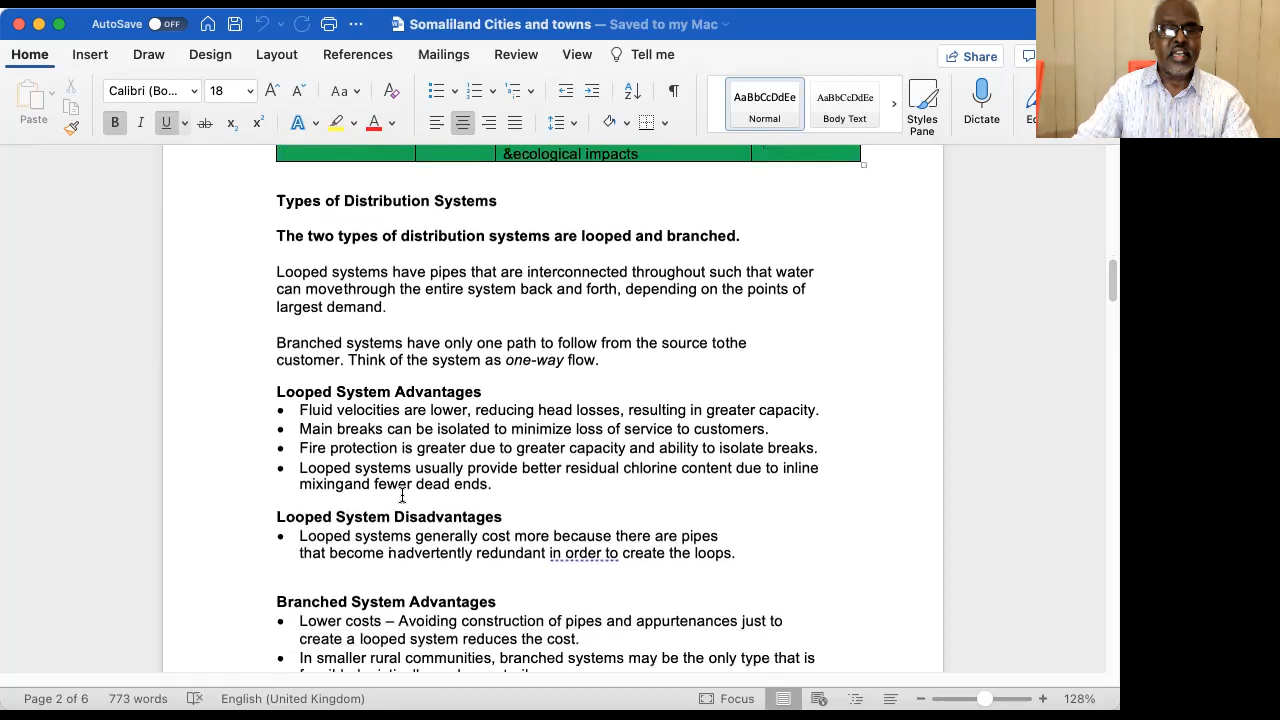 AutoSave OFF
Somaliland Cities and towns — Saved to my Mac
Home Insert Draw Design Layout References Mailings Review View Tell me Share
Paste
Calibri (Bo... 18
AaBbCcDdEe
Normal
AaBbCcDdEe
Body Text
Styles
Pane
Dictate
&ecological impacts
Types of Distribution Systems
The two types of distribution systems are looped and branched.
Looped systems have pipes that are interconnected throughout such that water
can movethrough the entire system back and forth, depending on the points of
largest demand.
Branched systems have only one path to follow from the source tothe
customer. Think of the system as one-way flow.
Looped System Advantages
• Fluid velocities are lower, reducing head losses, resulting in greater capacity.
• Main breaks can be isolated to minimize loss of service to customers.
• Fire protection is greater due to greater capacity and ability to isolate breaks.
• Looped systems usually provide better residual chlorine content due to inline
mixingand fewer dead ends.
Looped System Disadvantages
• Looped systems generally cost more because there are pipes
that become inadvertently redundant in order to create the loops.
Branched System Advantages
• Lower costs – Avoiding construction of pipes and appurtenances just to
create a looped system reduces the cost.
• In smaller rural communities, branched systems may be the only type that is
Page 2 of 6 773 words English (United Kingdom) Focus 128%